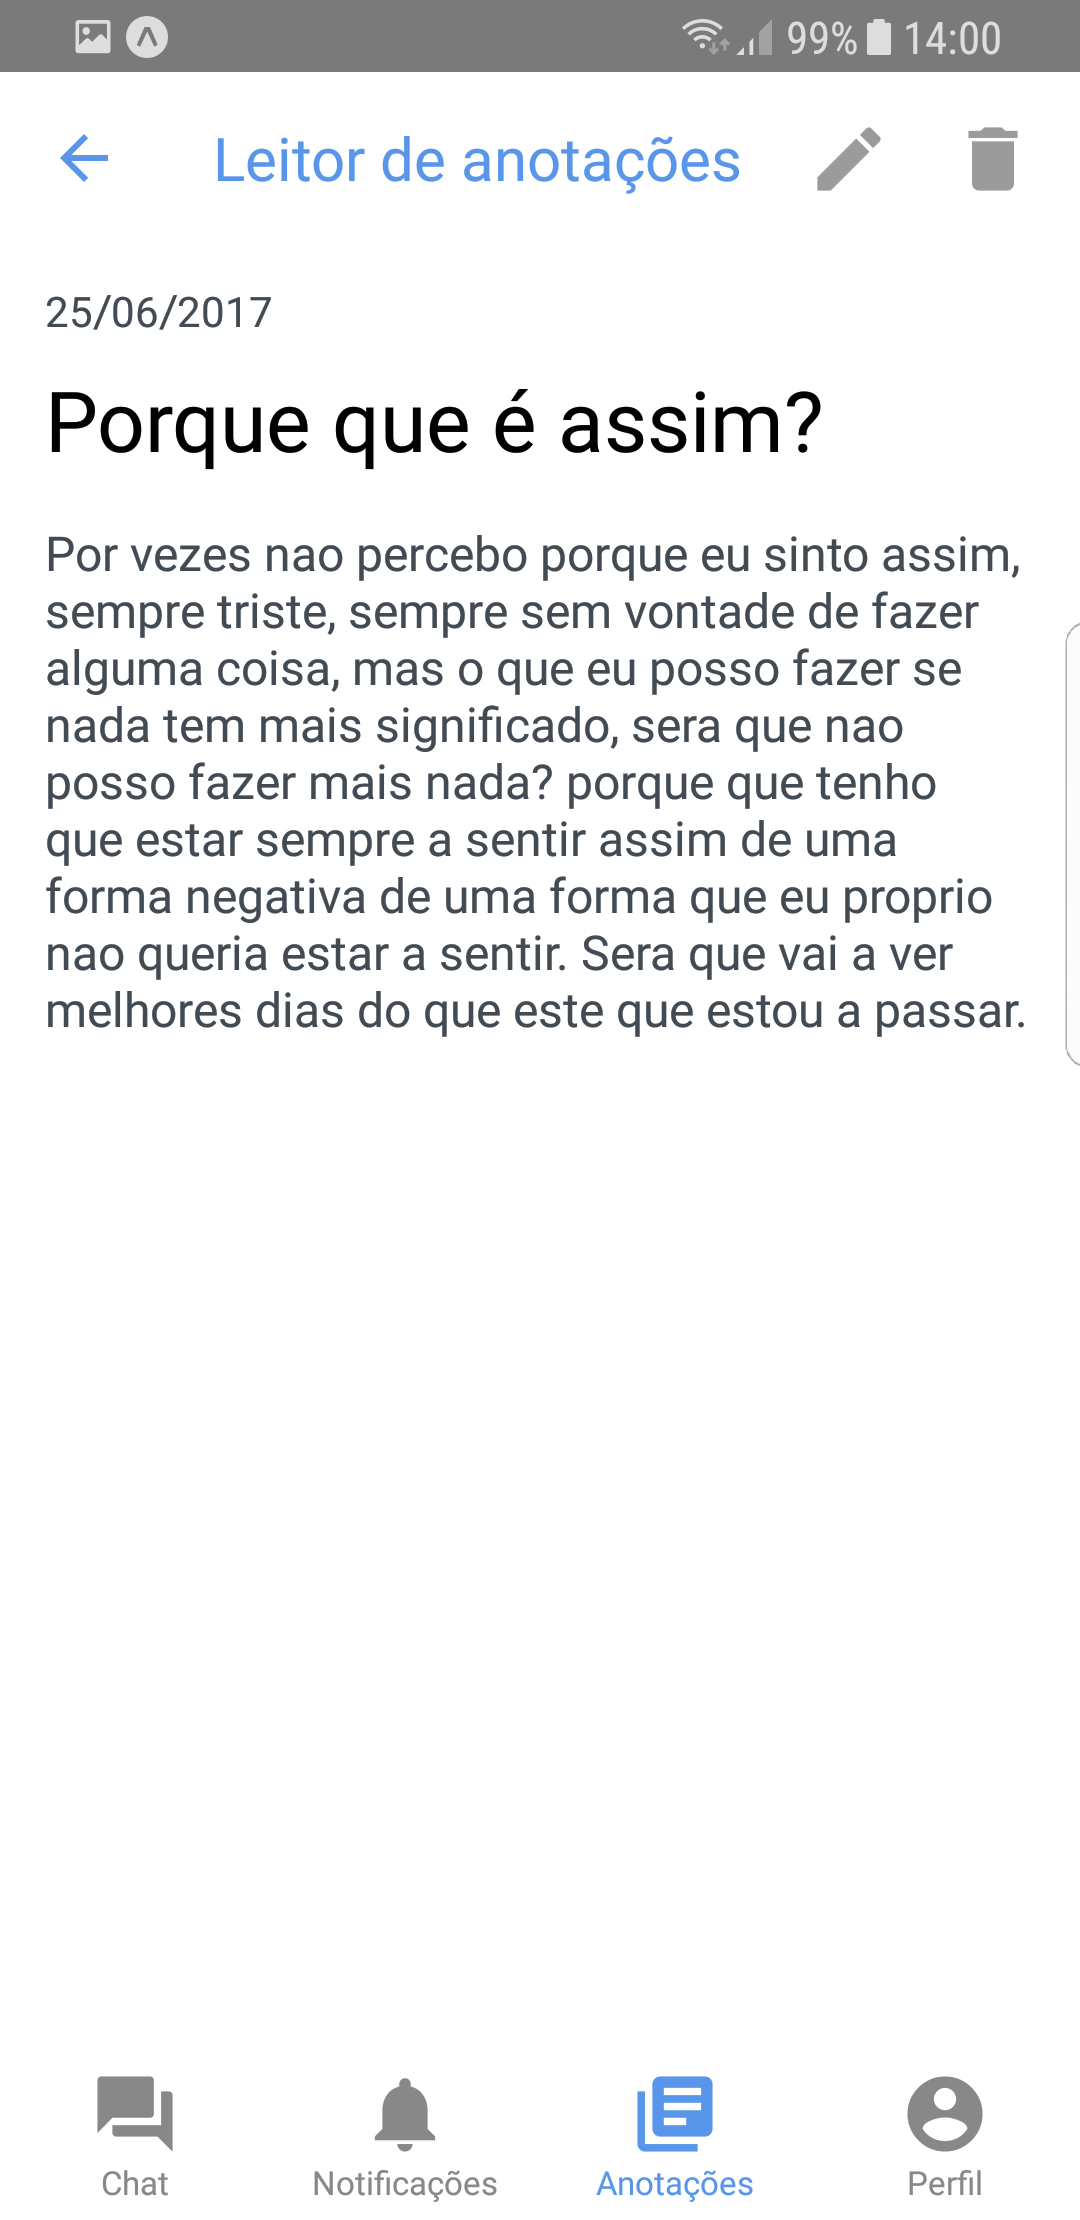 99% 14:00
Leitor de anotações
25/06/2017
Porque que é assim?
Por vezes nao percebo porque eu sinto assim,
sempre triste, sempre sem vontade de fazer
alguma coisa, mas o que eu posso fazer se
nada tem mais significado, sera que nao
posso fazer mais nada? porque que tenho
que estar sempre a sentir assim de uma
forma negativa de uma forma que eu proprio
nao queria estar a sentir. Sera que vai a ver
melhores dias do que este que estou a passar.
Chat Notificações Anotações Perfil